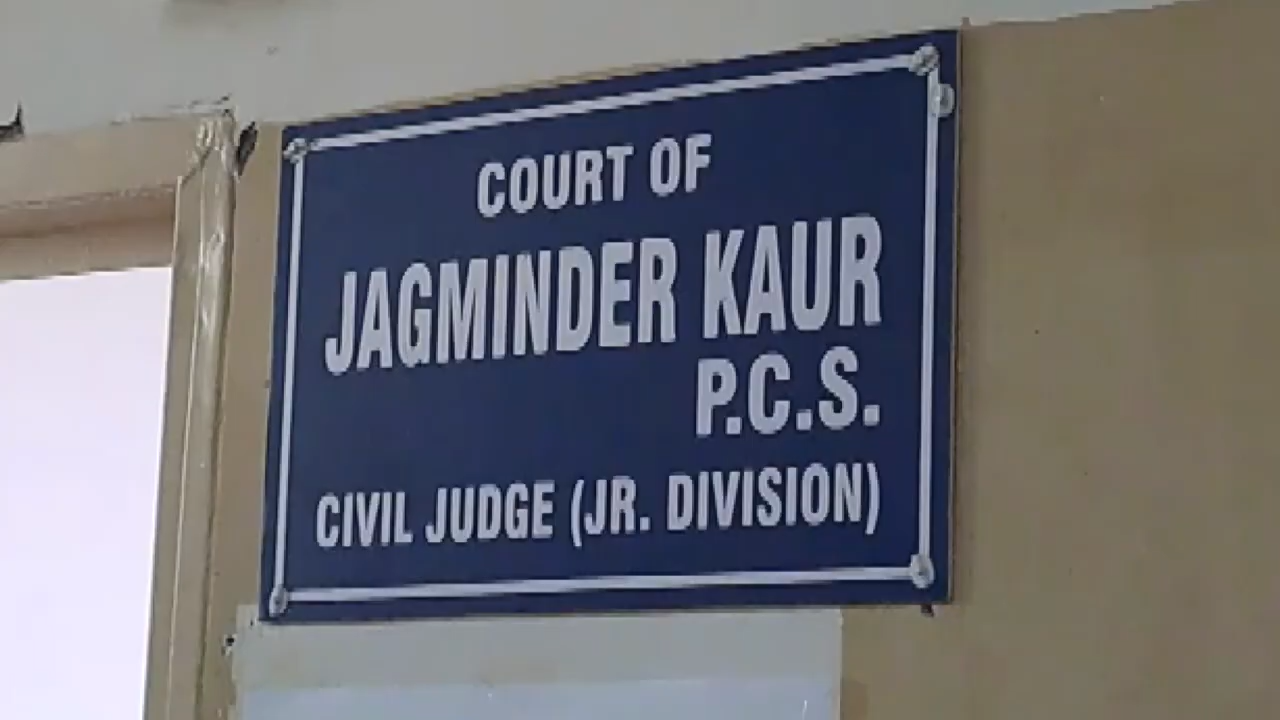 COURT OF
JAGMINDER KAUR
P.C.S.
CIVIL JUDGE (JR. DIVISION)